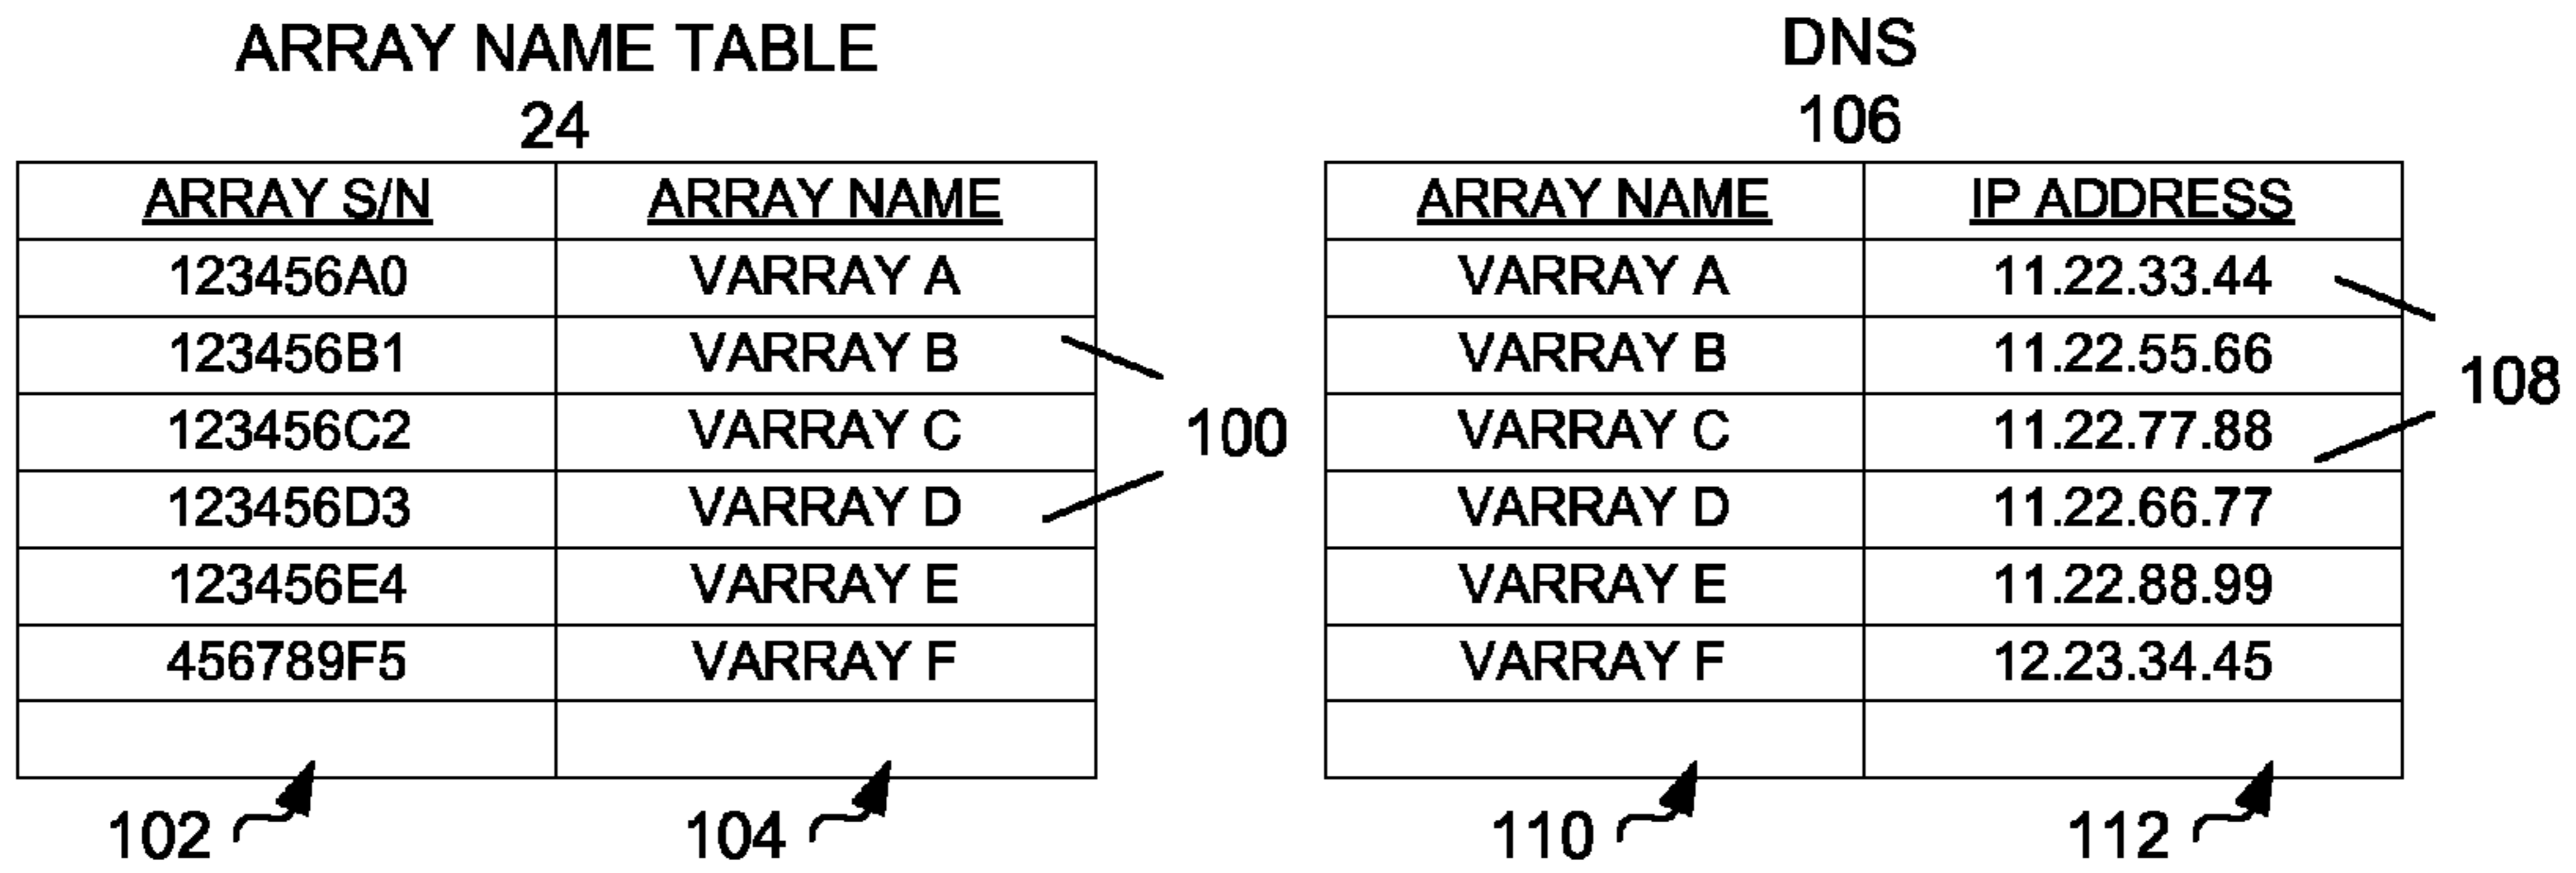 ARRAY NAME TABLE
24
ARRAY S/N ARRAY NAME
123456A0 VARRAY A
123456B1 VARRAY B
123456C2 VARRAY C
123456D3 VARRAY D
123456E4 VARRAY E
456789F5 VARRAY F
100
102 104
DNS
106
ARRAY NAME IP ADDRESS
VARRAY A 11.22.33.44
VARRAY B 11.22.55.66
VARRAY C 11.22.77.88
VARRAY D 11.22.66.77
VARRAY E 11.22.88.99
VARRAY F 12.23.34.45
108
110 112